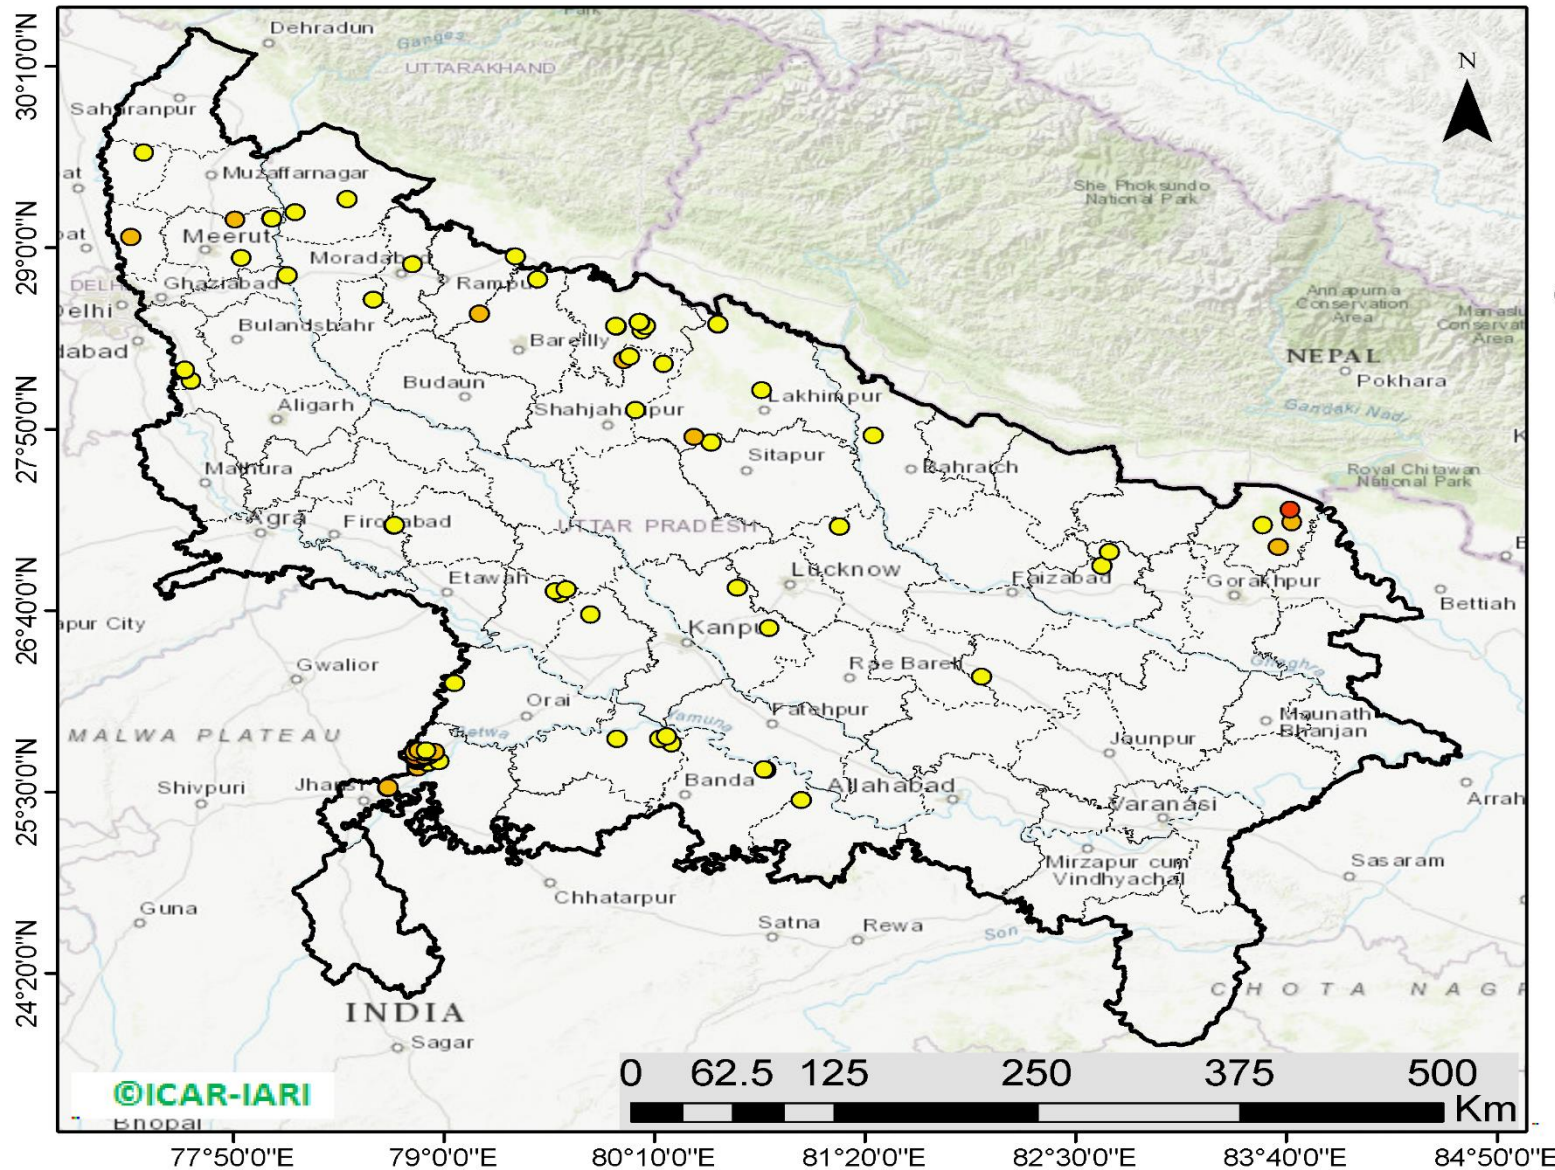 Dehradun
Ganges
UTTARAKHAND
N
30°10'0"N
Saharanpur
Muzaffarnagar
She Phoksundo
National Park
29°0'0"N
Meerut
Moradabad
Ghaziabad
Rampur
Delhi
Annapurna
Conservation
Area
Bulandshahr
Bareilly
NEPAL
Pokhara
Budaun
Aligarh
Shahjahanpur
Lakhimpur
Gandaki Nadi
27°50'0"N
Mathura
Sitapur
Bahraich
Royal Chitawan
National Park
Agra
Firozabad
UTTAR PRADESH
Etawah
Lucknow
Faizabad
Gorakhpur
26°40'0"N
Bettiah
apur City
Kanpur
Gwalior
Rae Bareli
Ghaghra
Orai
Fatehpur
Yamuna
Betwa
Maunath
Bhanjan
MALWA PLATEAU
Jaunpur
25°30'0"N
Shivpuri
Jhansi
Banda
Allahabad
Varanasi
Arrah
Mirzapur cum
Vindhyachal
Sasaram
Chhatarpur
Guna
Satna
Rewa
Son
24°20'0"N
CHOTA NAGP
INDIA
Sagar
0 62.5 125 250 375 500
Km
©ICAR-IARI
Bhopal
77°50'0"E 79°0'0"E 80°10'0"E 81°20'0"E 82°30'0"E 83°40'0"E 84°50'0"E